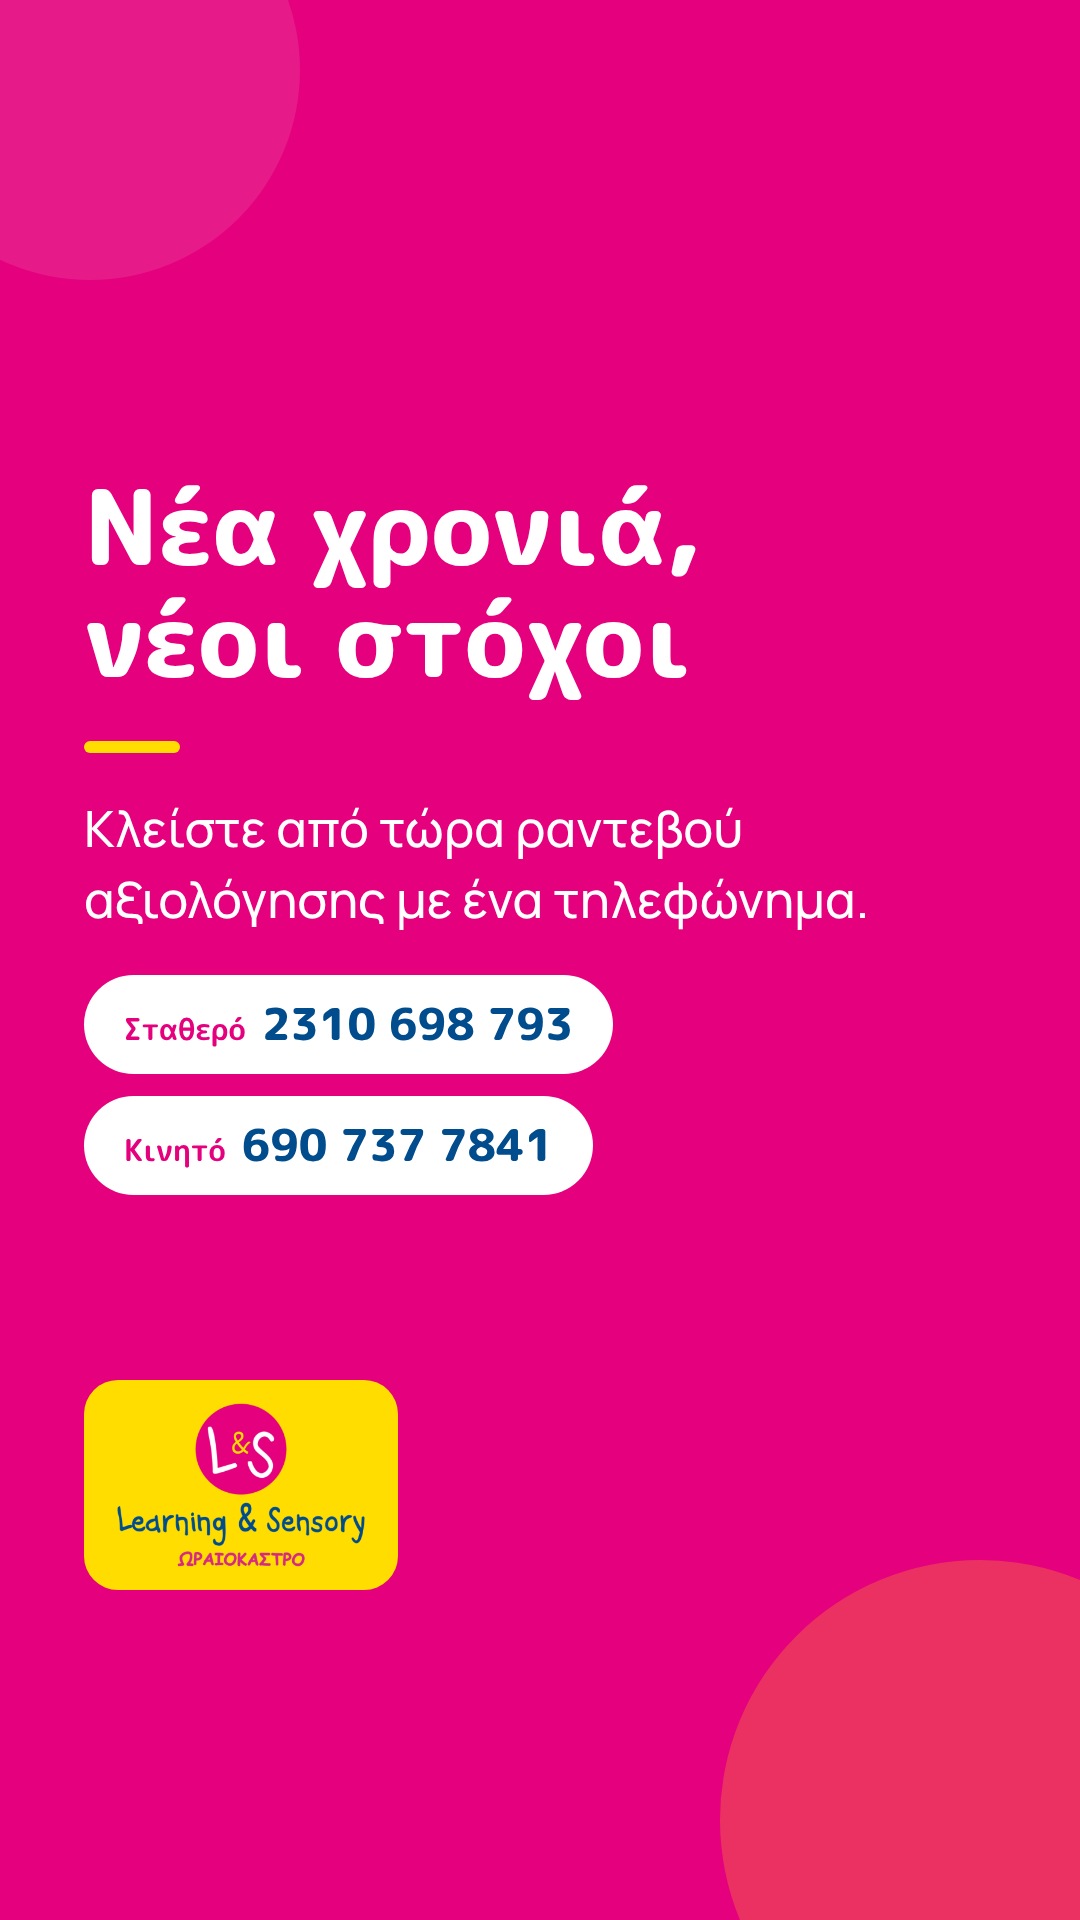 Νέα χρονιά,
νέοι στόχοι
Κλείστε από τώρα ραντεβού
αξιολόγησης με ένα τηλεφώνημα.
Σταθερό 2310 698 793
Κινητό 690 737 7841
L&S
Learning & Sensory
ΩΡΑΙΟΚΑΣΤΡΟ